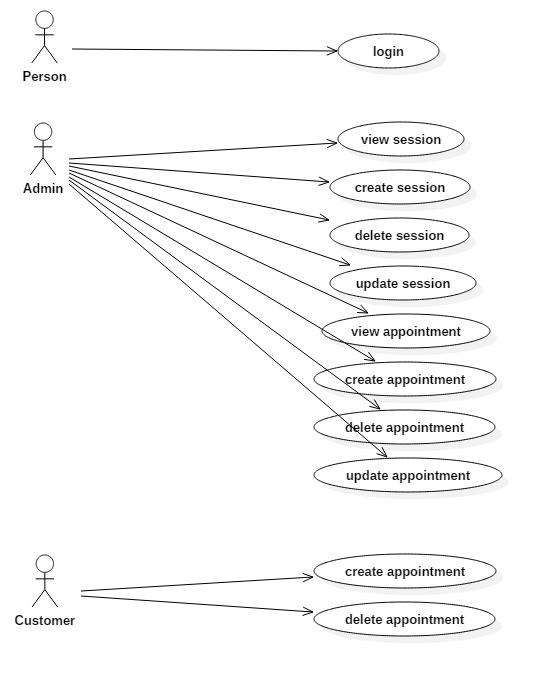 Person
login
Admin
view session
create session
delete session
update session
view appointment
create appointment
delete appointment
update appointment
Customer
create appointment
delete appointment